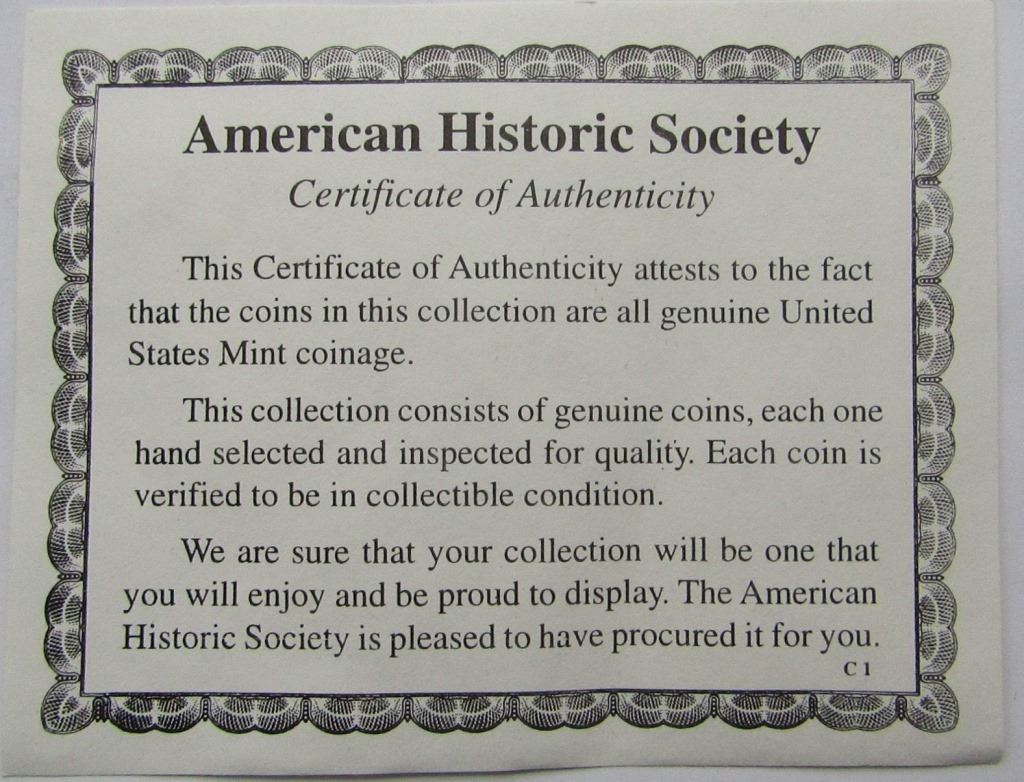 American Historic Society
Certificate of Authenticity
This Certificate of Authenticity attests to the fact
that the coins in this collection are all genuine United
States Mint coinage.
This collection consists of genuine coins, each one
hand selected and inspected for quality. Each coin is
verified to be in collectible condition.
We are sure that your collection will be one that
you will enjoy and be proud to display. The American
Historic Society is pleased to have procured it for you.
C 1